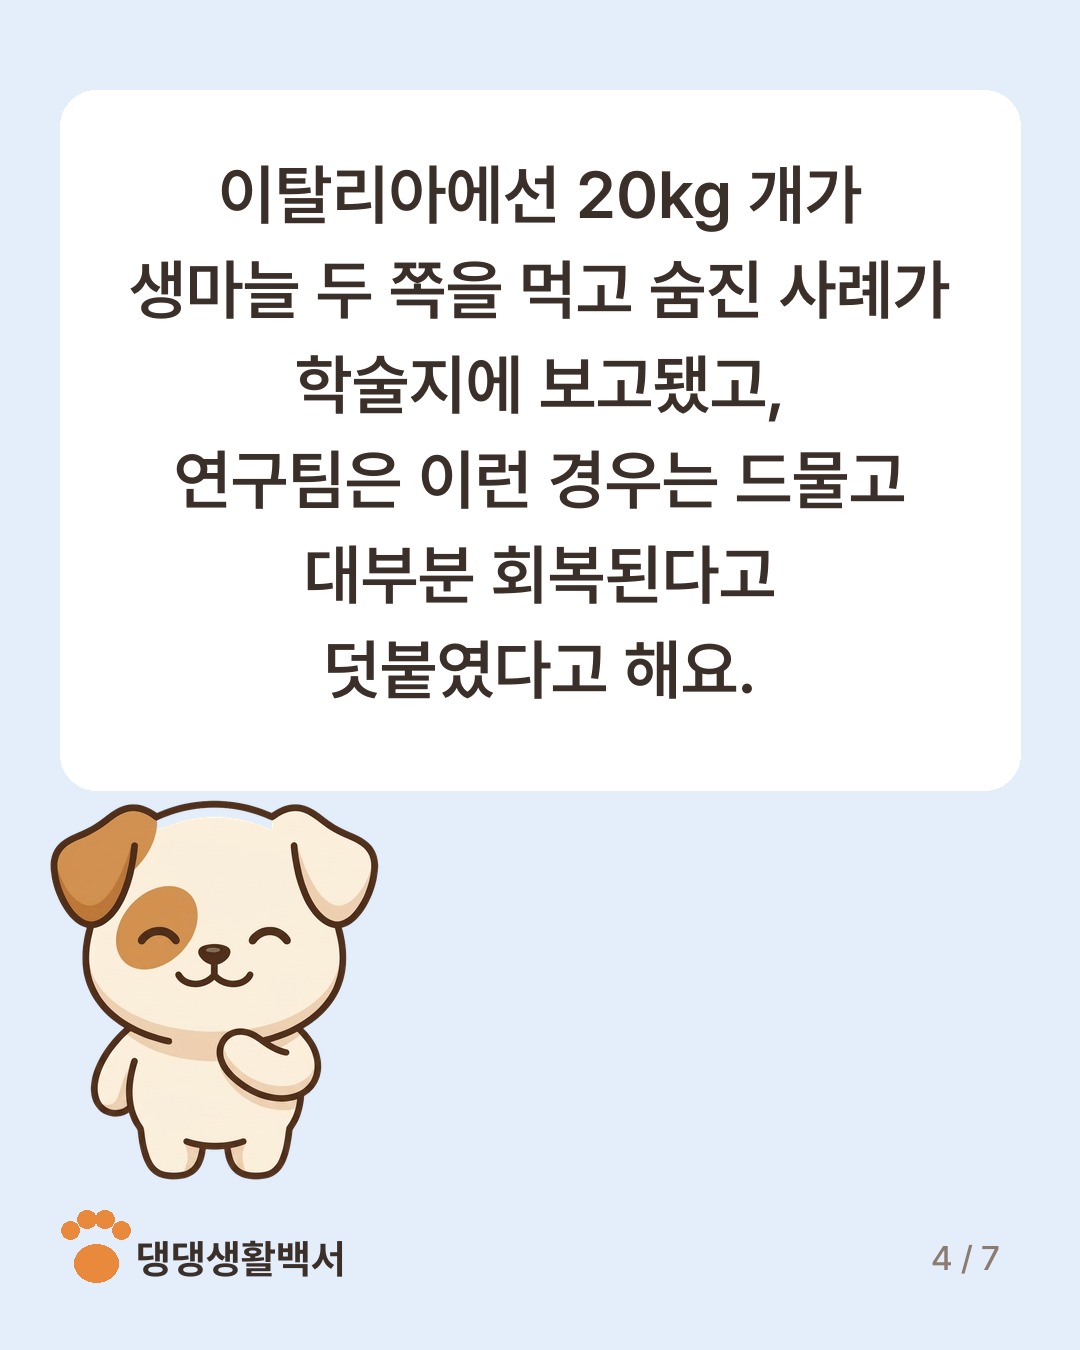 이탈리아에선 20kg 개가
생마늘 두 쪽을 먹고 숨진 사례가
학술지에 보고됐고,
연구팀은 이런 경우는 드물고
대부분 회복된다고
덧붙였다고 해요.
댕댕생활백서
4 / 7